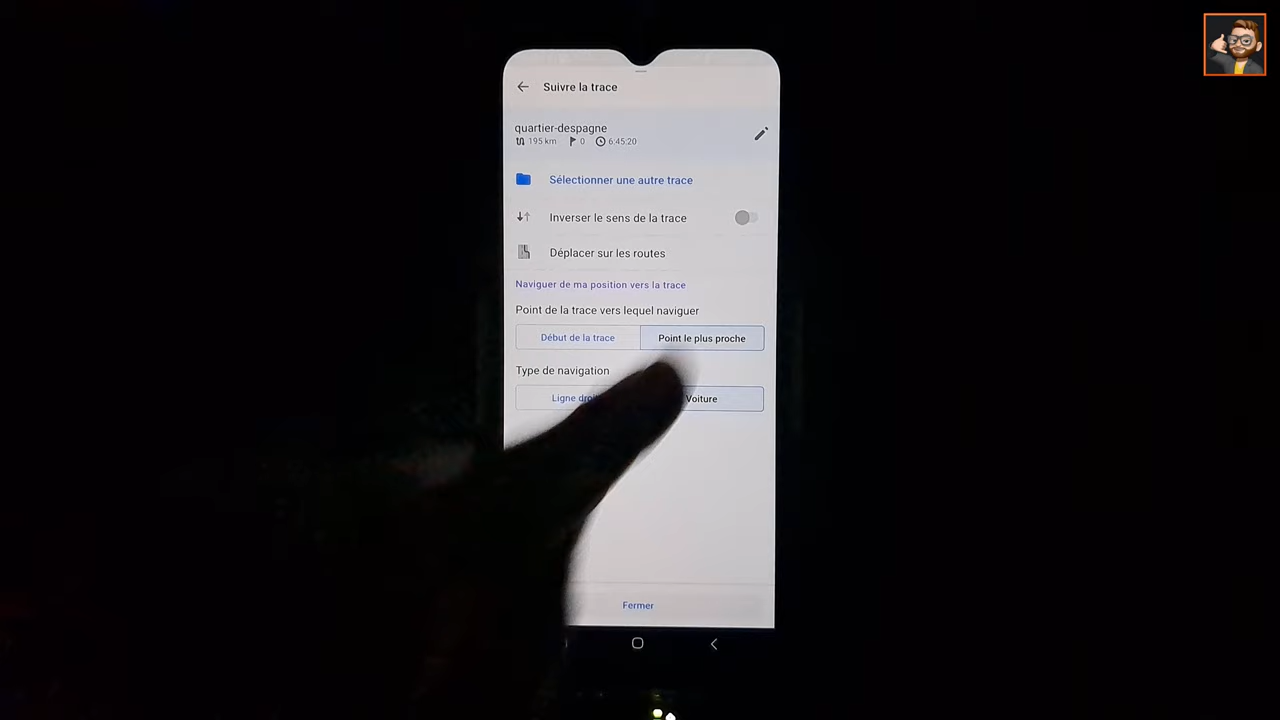 Suivre la trace
quartier-despagne
195 km 0 6:45:20
Sélectionner une autre trace
Inverser le sens de la trace
Déplacer sur les routes
Naviguer de ma position vers la trace
Point de la trace vers lequel naviguer
Début de la trace Point le plus proche
Type de navigation
Ligne Voiture
Fermer